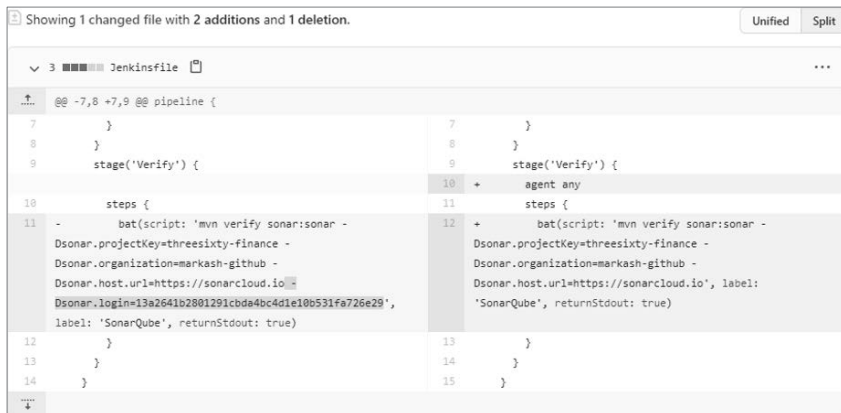 Showing 1 changed file with 2 additions and 1 deletion.
Unified Split
3 Jenkinsfile
@@ -7,8 +7,9 @@ pipeline {
7 }
8 }
9 stage('Verify') {
10 steps {
11 - bat(script: 'mvn verify sonar:sonar -
Dsonar.projectKey=threesixty-finance -
Dsonar.organization=markash-github -
Dsonar.host.url=https://sonarcloud.io -
Dsonar.login=13a2641b2801291cbda4bc4d1e10b531fa726e29',
label: 'SonarQube', returnStdout: true)
12 }
13 }
14 }
7 }
8 }
9 stage('Verify') {
10 + agent any
11 steps {
12 + bat(script: 'mvn verify sonar:sonar -
Dsonar.projectKey=threesixty-finance -
Dsonar.organization=markash-github -
Dsonar.host.url=https://sonarcloud.io', label:
'SonarQube', returnStdout: true)
13 }
14 }
15 }